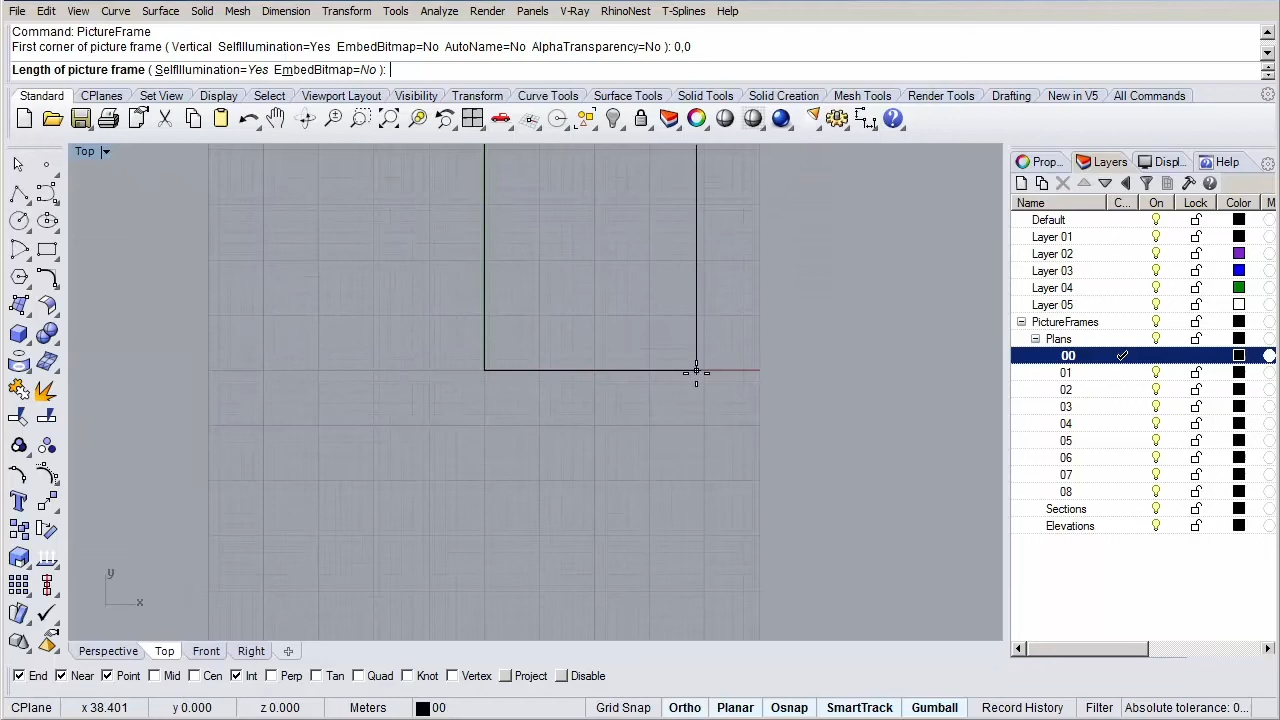 File Edit View Curve Surface Solid Mesh Dimension Transform Tools Analyze Render Panels V-Ray RhinoNest T-Splines Help
Command: PictureFrame
First corner of picture frame ( Vertical SelfIllumination=Yes EmbedBitmap=No AutoName=No AlphaTransparency=No ): 0,0
Length of picture frame ( SelfIllumination=Yes EmbedBitmap=No ):
Standard CPlanes Set View Display Select Viewport Layout Visibility Transform Curve Tools Surface Tools Solid Tools Solid Creation Mesh Tools Render Tools Drafting New in V5 All Commands
Top
Prop... Layers Displ... Help
Name C... On Lock Color M
Default
Layer 01
Layer 02
Layer 03
Layer 04
Layer 05
PictureFrames
Plans
00
01
02
03
04
05
06
07
08
Sections
Elevations
y
x
Perspective Top Front Right
End Near Point Mid Cen Int Perp Tan Quad Knot Vertex Project Disable
CPlane x 38.401 y 0.000 z 0.000 Meters 00 Grid Snap Ortho Planar Osnap SmartTrack Gumball Record History Filter Absolute tolerance: 0...